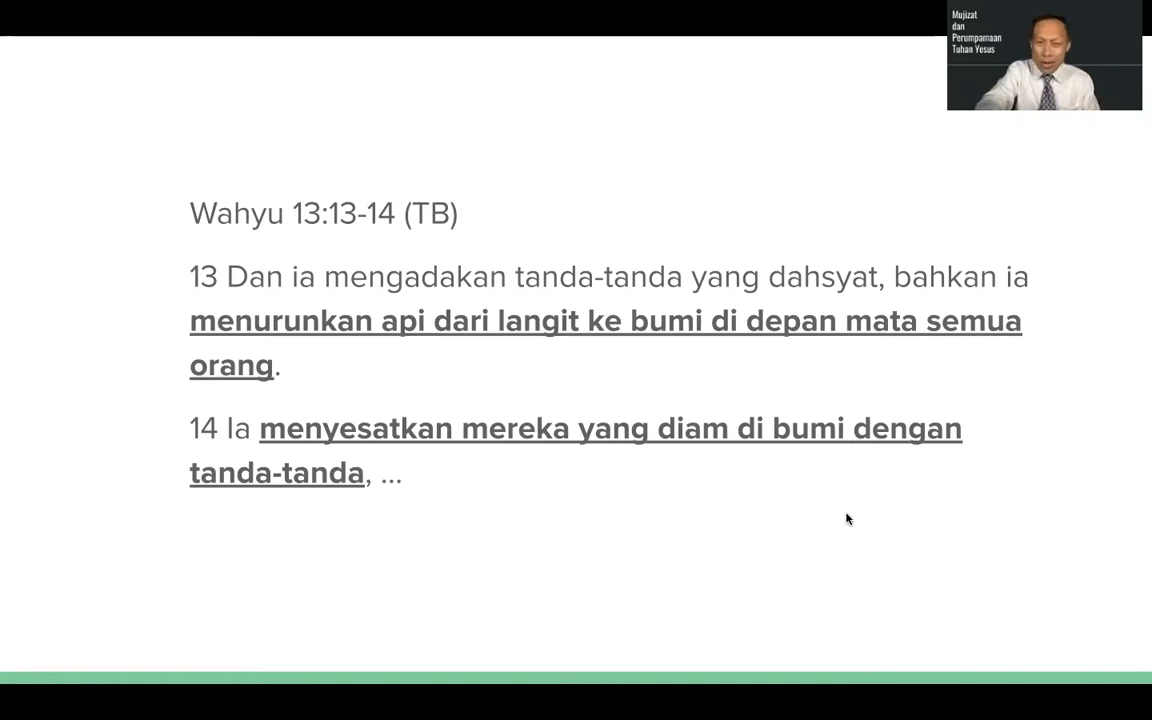 Mujizat
dan
Perumpamaan
Tuhan Yesus
Wahyu 13:13-14 (TB)
13 Dan ia mengadakan tanda-tanda yang dahsyat, bahkan ia
menurunkan api dari langit ke bumi di depan mata semua
orang.
14 Ia menyesatkan mereka yang diam di bumi dengan
tanda-tanda, ...